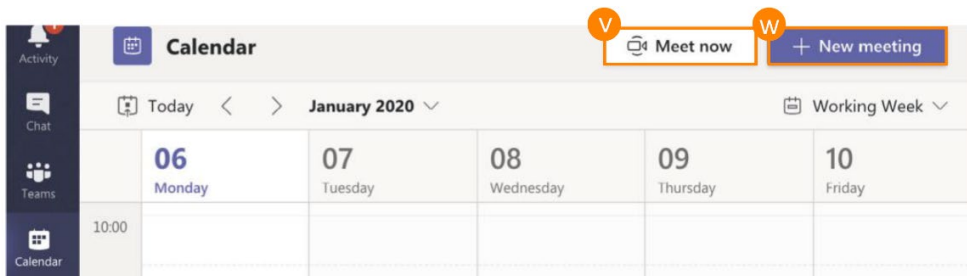 V
W
1
Activity
Calendar
Meet now
+ New meeting
Chat
Today < > January 2020
Working Week
Teams
06
Monday
07
Tuesday
08
Wednesday
09
Thursday
10
Friday
Calendar
10:00